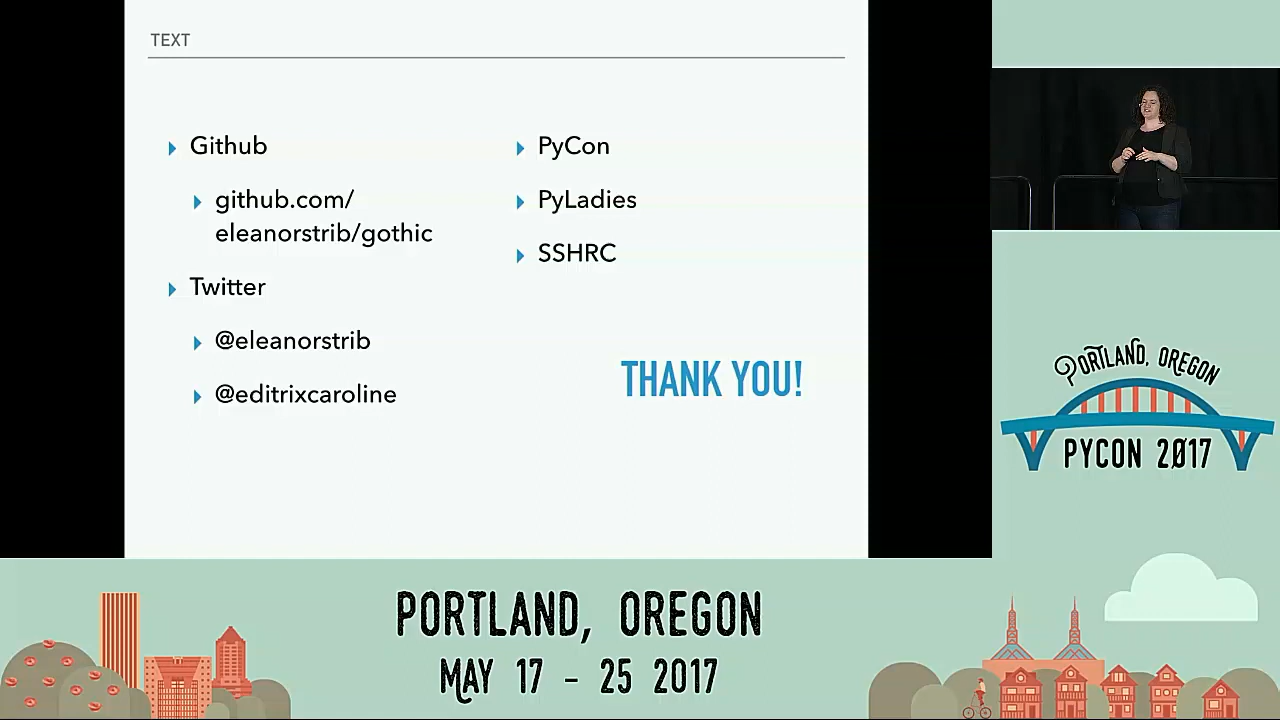 TEXT
Github
github.com/
eleanorstrib/gothic
Twitter
@eleanorstrib
@editrixcaroline
PyCon
PyLadies
SSHRC
THANK YOU!
PORTLAND, OREGON
PYCON 2017
PORTLAND, OREGON
MAY 17 - 25 2017